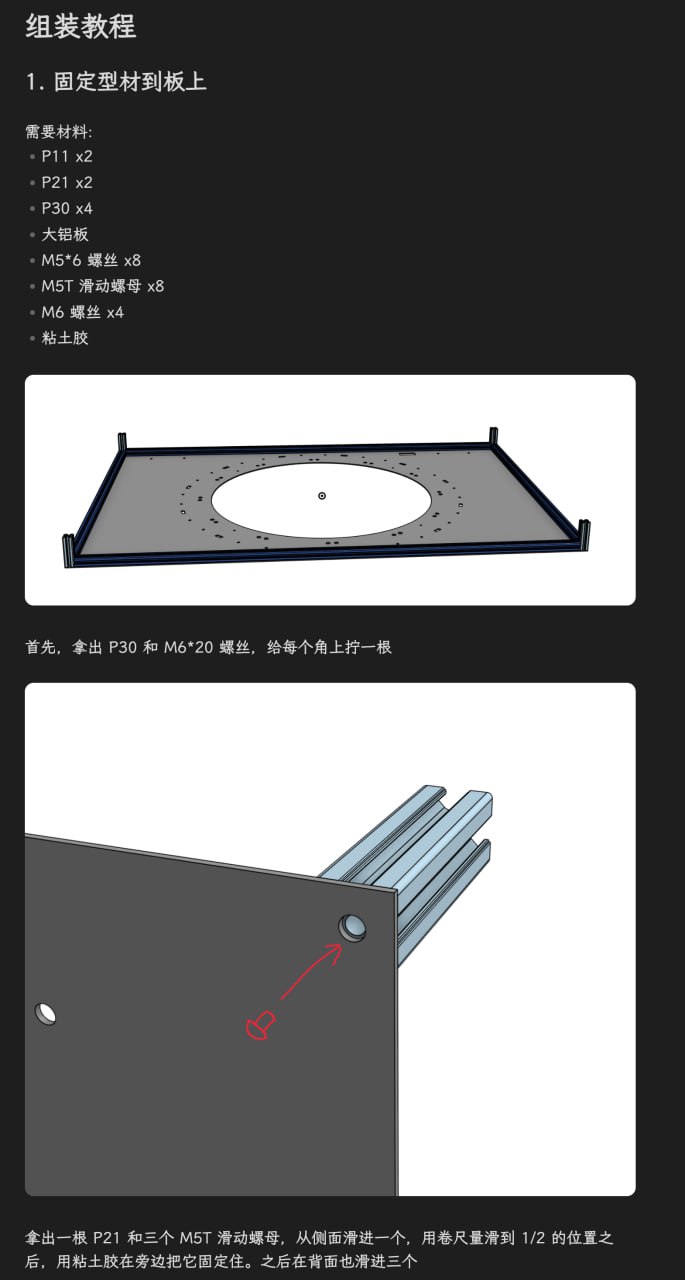 组装教程
1. 固定型材到板上
需要材料:
P11 x2
P21 x2
P30 x4
大铝板
M5*6 螺丝 x8
M5T 滑动螺母 x8
M6 螺丝 x4
粘土胶
首先，拿出 P30 和 M6*20 螺丝，给每个角上拧一根
拿出一根 P21 和三个 M5T 滑动螺母，从侧面滑进一个，用卷尺量滑到 1/2 的位置之
后，用粘土胶在旁边把它固定住。之后在背面也滑进三个